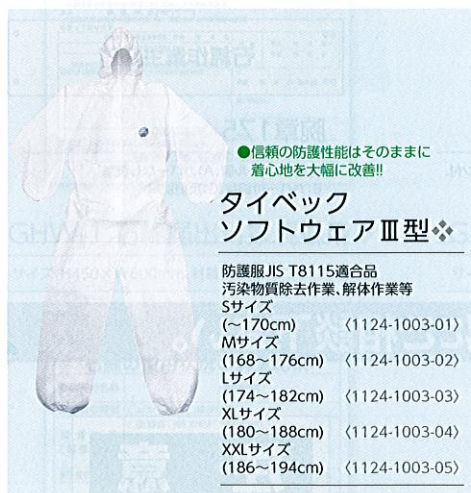 ●信頼の防護性能はそのままに
着心地を大幅に改善!!
タイベック
ソフトウェアⅢ型
防護服JIS T8115適合品
汚染物質除去作業、解体作業等
Sサイズ
(~170cm) 〈1124-1003-01〉
Mサイズ
(168~176cm) 〈1124-1003-02〉
Lサイズ
(174~182cm) 〈1124-1003-03〉
XLサイズ
(180~188cm) 〈1124-1003-04〉
XXLサイズ
(186~194cm) 〈1124-1003-05〉